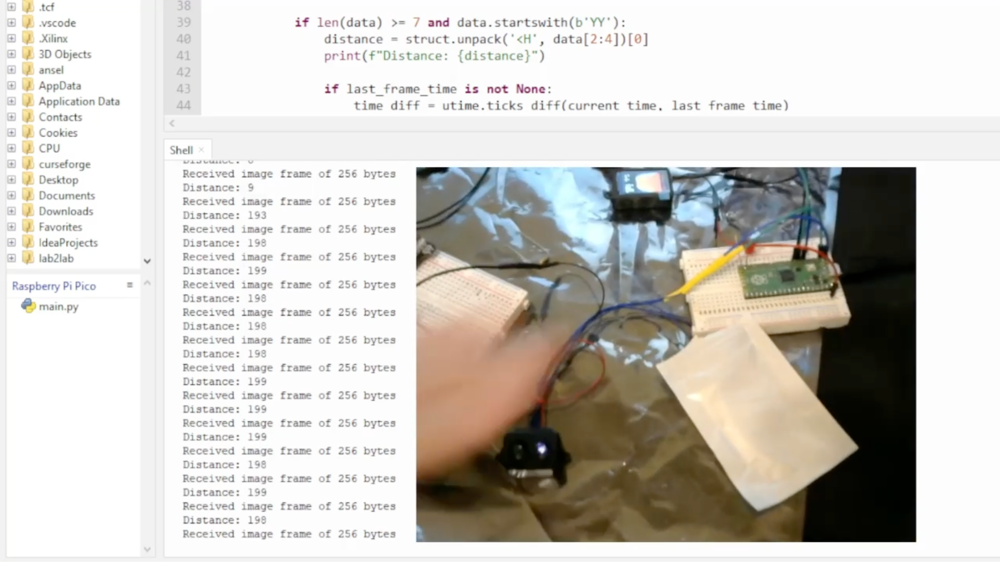 .tcf
.vscode
.Xilinx
3D Objects
ansel
AppData
Application Data
Contacts
Cookies
CPU
curseforge
Desktop
Documents
Downloads
Favorites
IdeaProjects
lab2lab
Raspberry Pi Pico
main.py
38
39 if len(data) >= 7 and data.startswith(b'YY'):
40 distance = struct.unpack('<H', data[2:4])[0]
41 print(f"Distance: {distance}")
42
43 if last_frame_time is not None:
44 time_diff = utime.ticks_diff(current_time, last_frame_time)
Shell
Distance:
Received image frame of 256 bytes
Distance: 9
Received image frame of 256 bytes
Distance: 193
Received image frame of 256 bytes
Distance: 198
Received image frame of 256 bytes
Distance: 199
Received image frame of 256 bytes
Distance: 198
Received image frame of 256 bytes
Distance: 198
Received image frame of 256 bytes
Distance: 198
Received image frame of 256 bytes
Distance: 199
Received image frame of 256 bytes
Distance: 199
Received image frame of 256 bytes
Distance: 199
Received image frame of 256 bytes
Distance: 198
Received image frame of 256 bytes
Distance: 199
Received image frame of 256 bytes
Distance: 198
Received image frame of 256 bytes